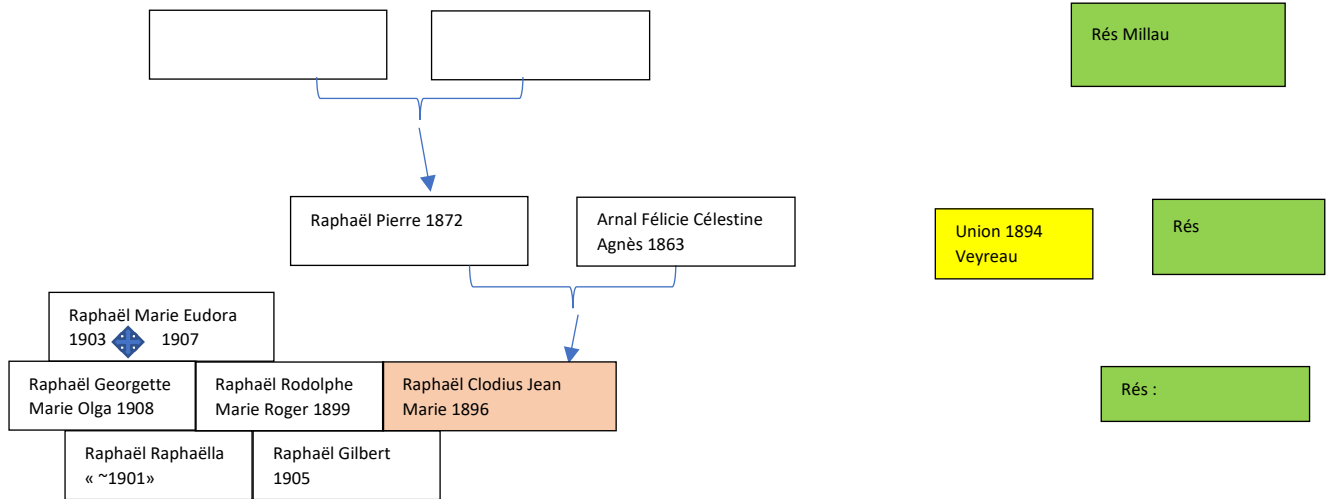 Rés Millau
Raphaël Pierre 1872
Arnal Félicie Célestine
Agnès 1863
Union 1894
Veyreau
Rés
Raphaël Marie Eudora
1903 1907
Raphaël Georgette
Marie Olga 1908
Raphaël Rodolphe
Marie Roger 1899
Raphaël Clodius Jean
Marie 1896
Rés :
Raphaël Raphaëlla
« ~1901»
Raphaël Gilbert
1905